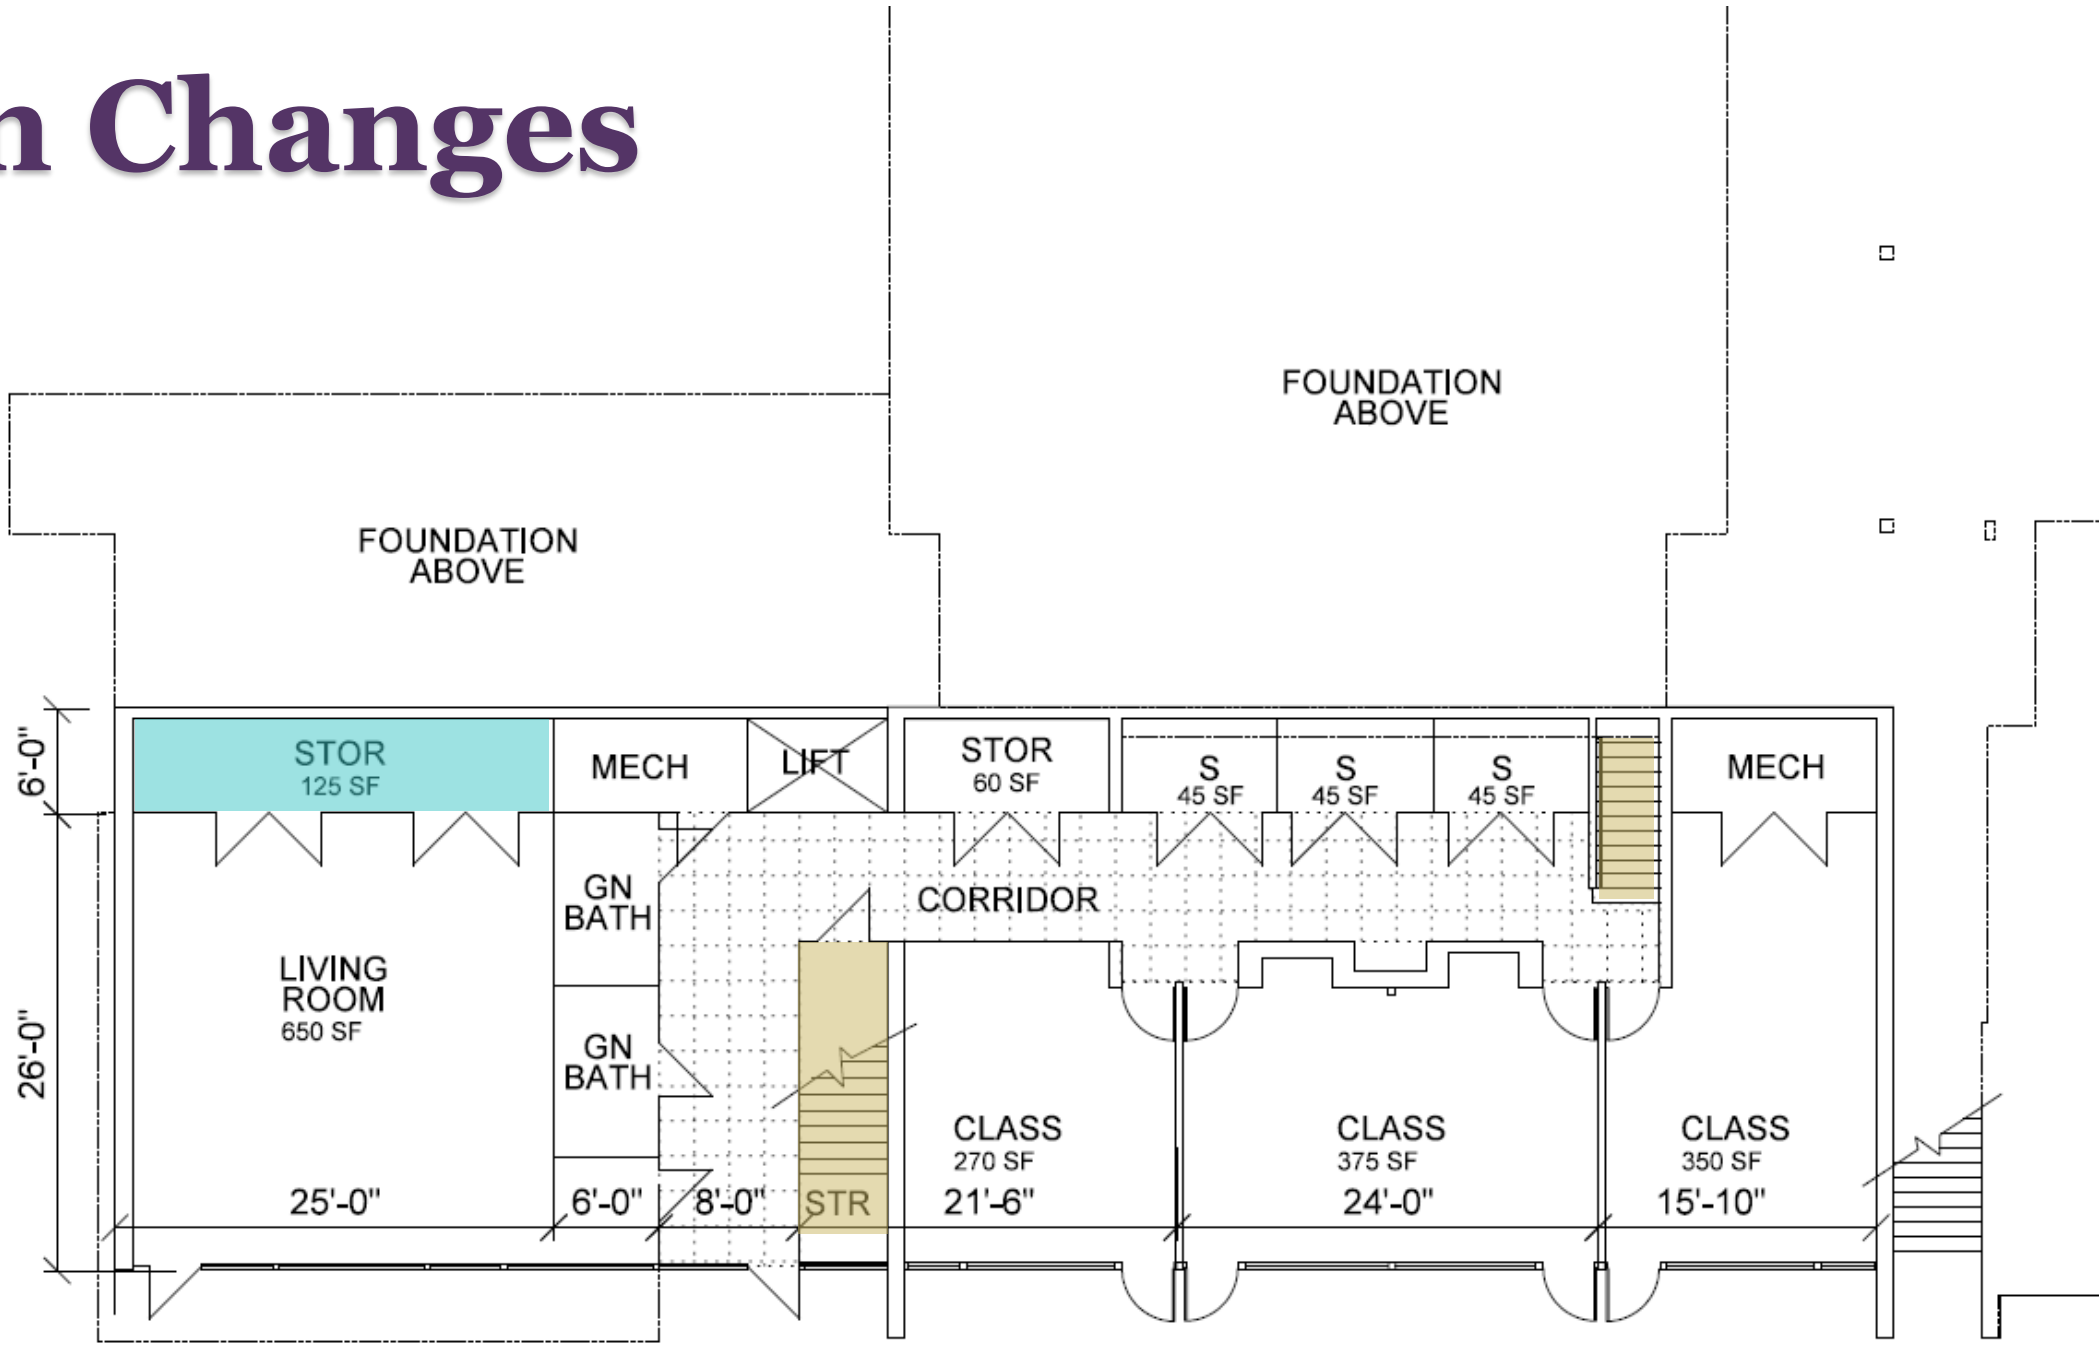 n Changes
FOUNDATION
ABOVE
FOUNDATION
ABOVE
6'-0"
STOR
125 SF
MECH
LIFT
STOR
60 SF
S
45 SF
S
45 SF
S
45 SF
MECH
GN
BATH
CORRIDOR
LIVING
ROOM
650 SF
26'-0"
GN
BATH
CLASS
270 SF
CLASS
375 SF
CLASS
350 SF
25'-0"
6'-0"
8'-0"
STR
21'-6"
24'-0"
15'-10"